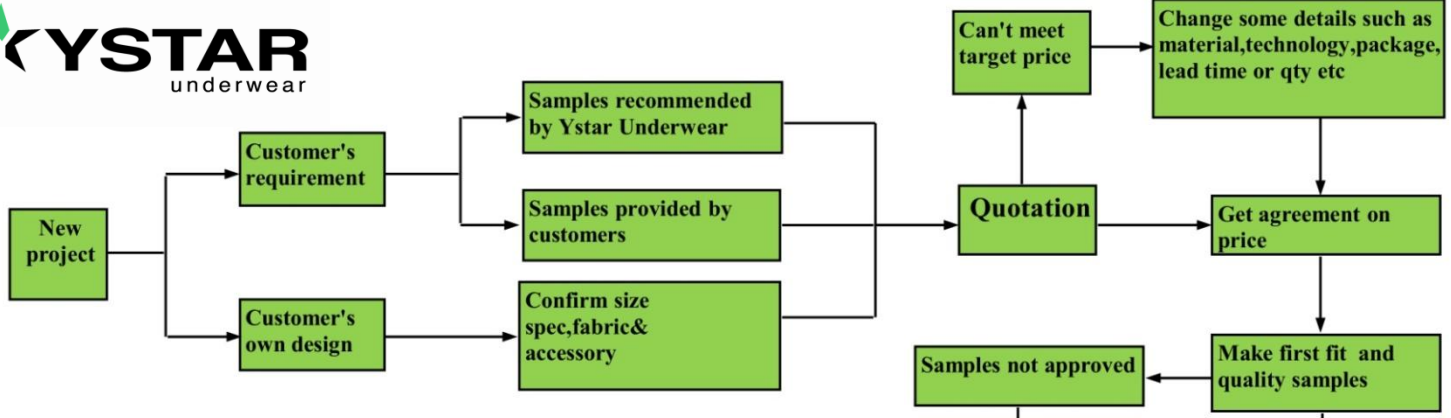 YSTAR
underwear
New
project
Customer's
requirement
Customer's
own design
Samples recommended
by Ystar Underwear
Samples provided by
customers
Confirm size
spec,fabric&
accessory
Quotation
Can't meet
target price
Change some details such as
material,technology,package,
lead time or qty etc
Get agreement on
price
Make first fit and
quality samples
Samples not approved